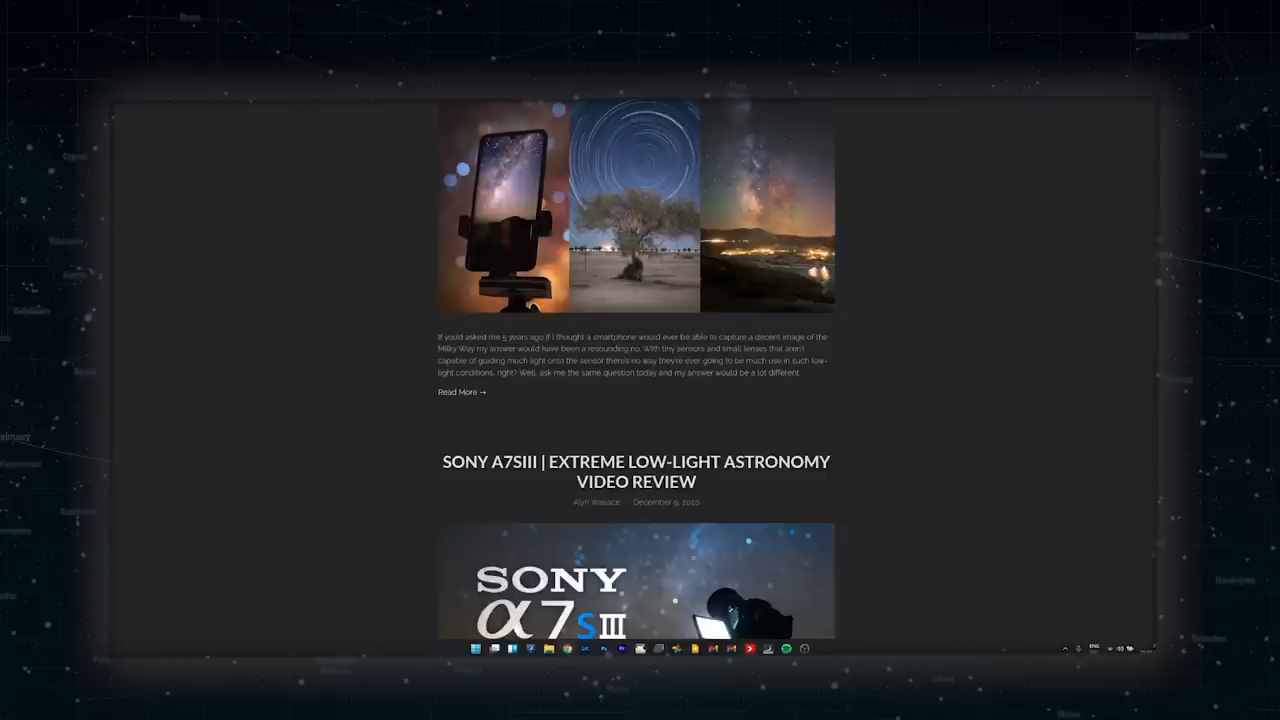 If you'd asked me 5 years ago if I thought a smartphone would ever be able to capture a decent image of the
Milky Way my answer would have been a resounding no. With tiny sensors and small lenses that aren't
capable of guiding much light onto the sensor there's no way they're ever going to be much use in such low-
light conditions, right? Well, ask me the same question today and my answer would be a lot different
Read More →
SONY A7SIII | EXTREME LOW-LIGHT ASTRONOMY
VIDEO REVIEW
Alyn Wallace December 9, 2020
SONY
α7SIII
ENG